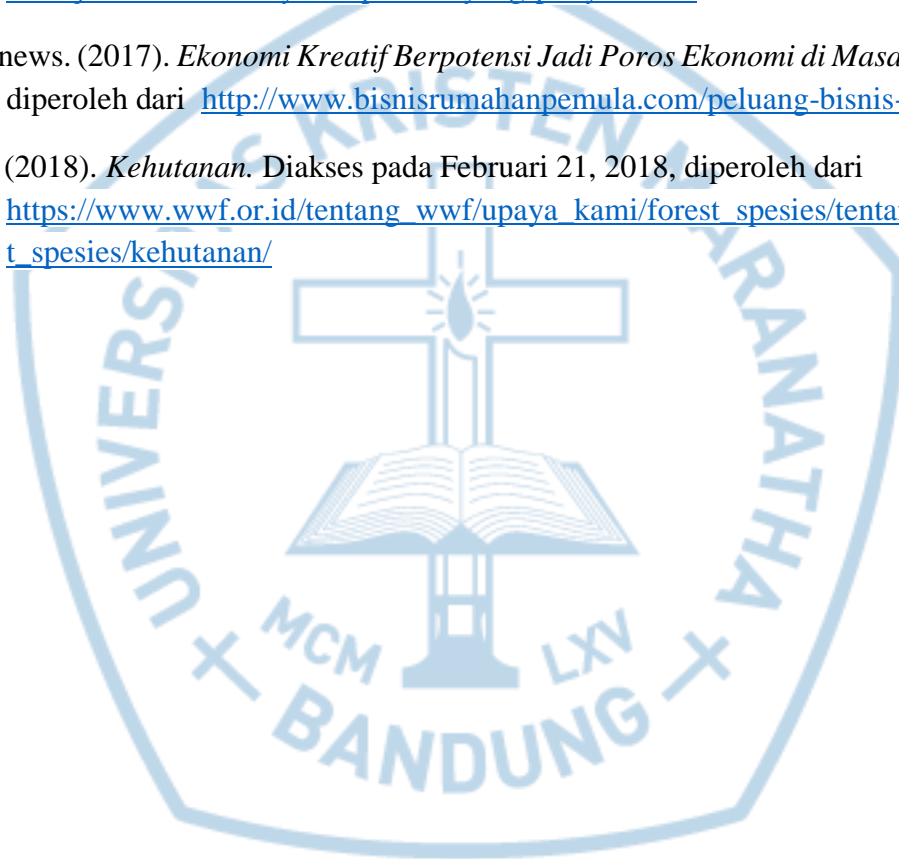 news. (2017). Ekonomi Kreatif Berpotensi Jadi Poros Ekonomi di Masa
diperoleh dari http://www.bisnisrumahanpemula.com/peluang-bisnis-
(2018). Kehutanan. Diakses pada Februari 21, 2018, diperoleh dari
https://www.wwf.or.id/tentang_wwf/upaya_kami/forest_spesies/tenta
t_spesies/kehutanan/
UNIVERSITAS KRISTEN MARANATHA
MCM LXV
BANDUNG